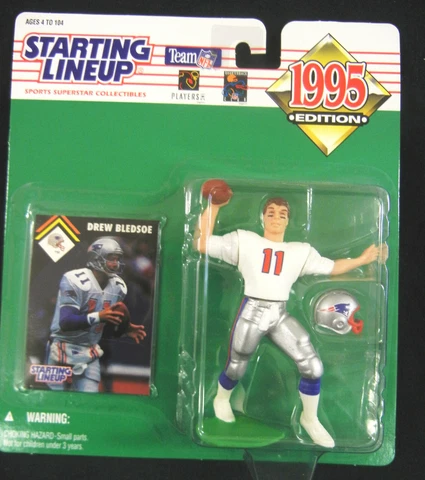 AGES 4 TO 104
STARTING
LINEUP
SPORTS SUPERSTAR COLLECTIBLES
Team NFL
PLAYERS
1995
EDITION
DREW BLEDSOE
11
11
STARTING
LINEUP
WARNING:
CHOKING HAZARD-Small parts.
Not for children under 3 years.